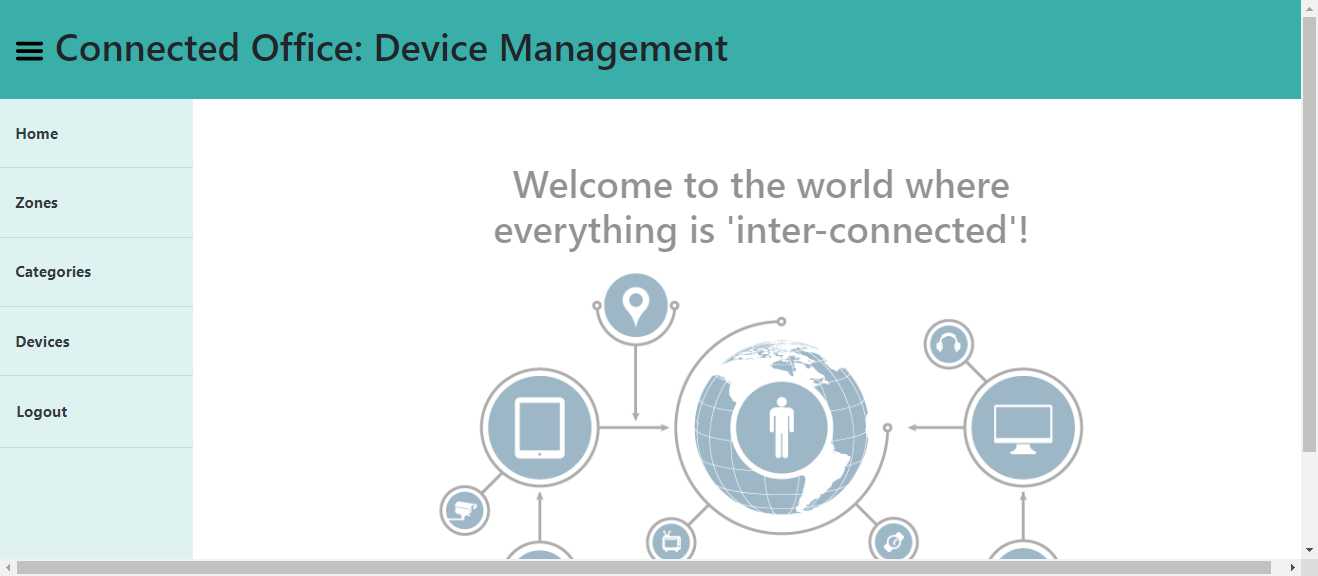 Connected Office: Device Management
Home
Zones
Categories
Devices
Logout
Welcome to the world where
everything is 'inter-connected'!